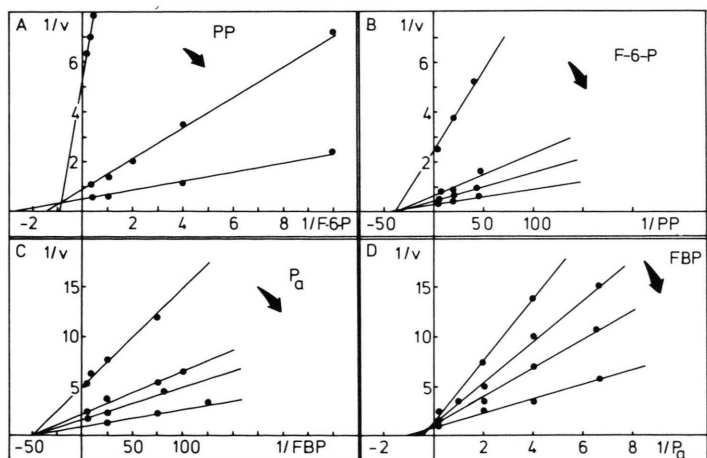 A 1/v PP
6
4
2
-2 2 4 6 1/F-6-P
B 1/v F-6-P
6
4
2
-50 50 100 1/PP
C 1/v Pa
15
10
5
-50 50 100 1/FBP
D 1/v FBP
15
10
5
-2 2 4 6 8 1/Pa